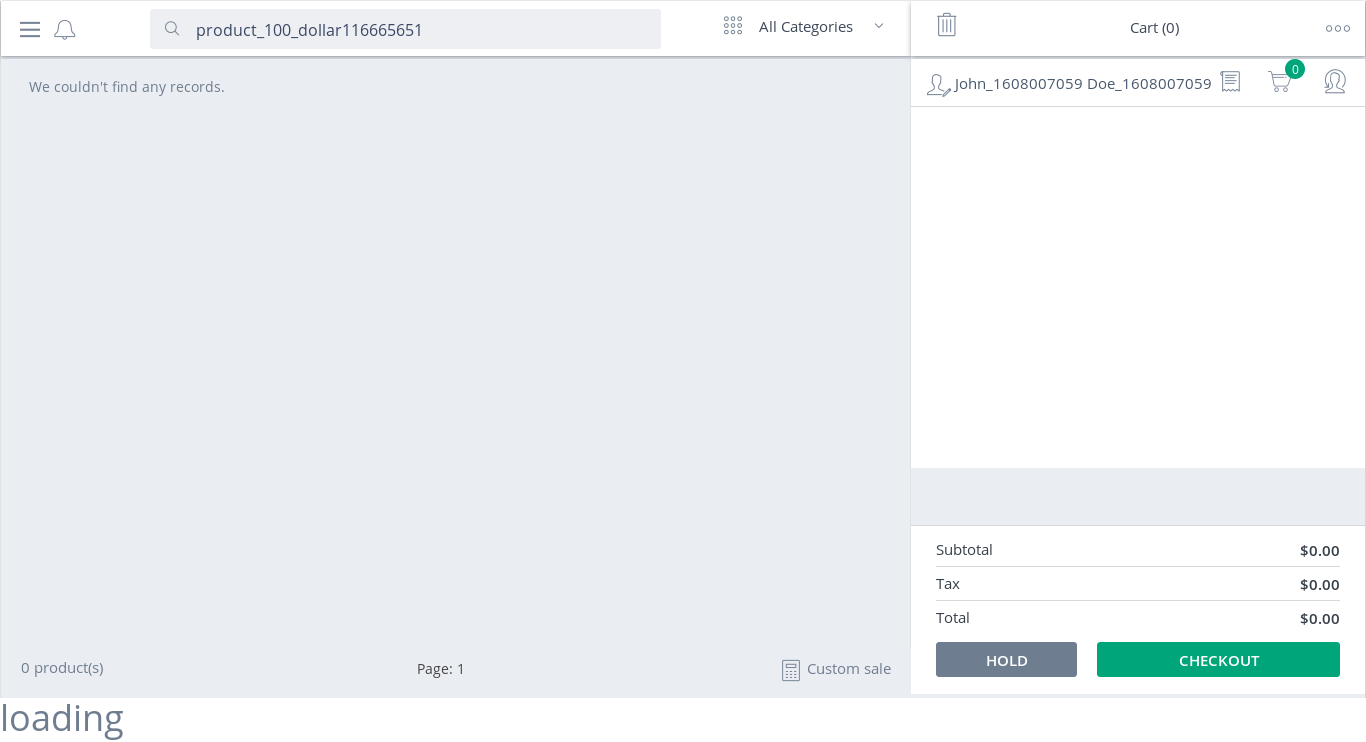 product_100_dollar116665651
All Categories
Cart (0)
We couldn't find any records.
John_1608007059 Doe_1608007059
0
Subtotal $0.00
Tax $0.00
Total $0.00
HOLD CHECKOUT
0 product(s)
Page: 1
Custom sale
loading